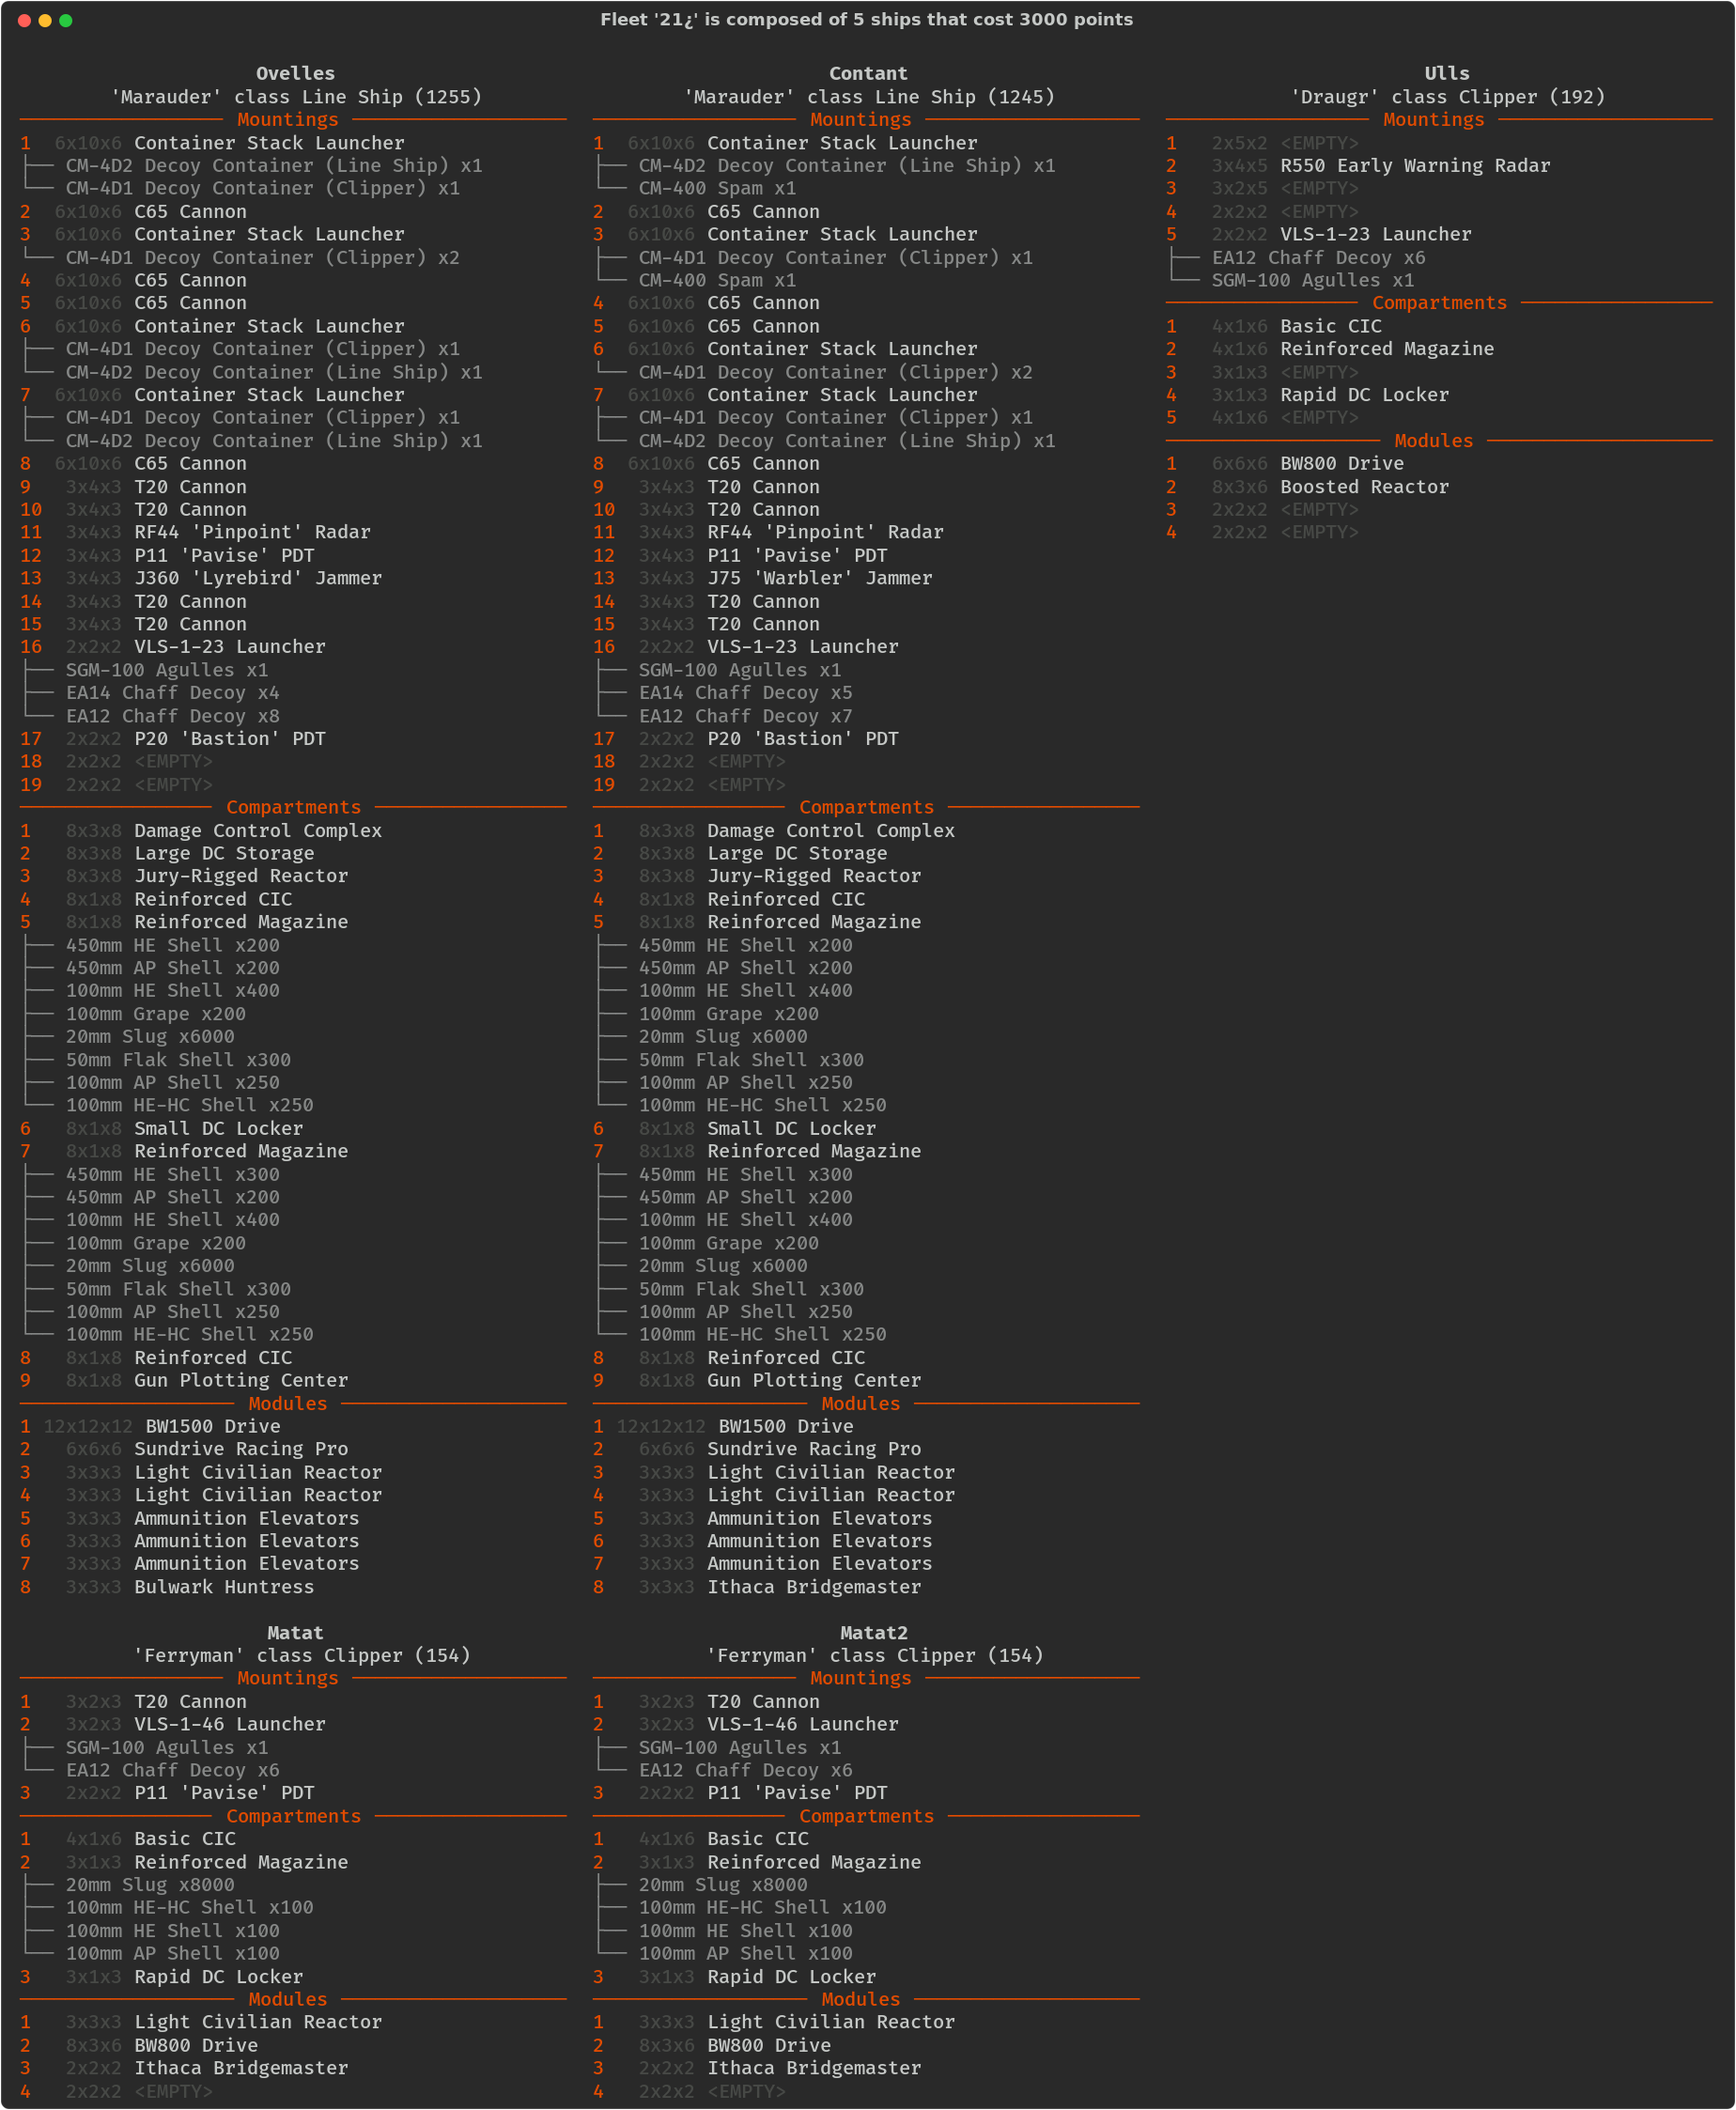 Fleet '21¿' is composed of 5 ships that cost 3000 points
Ovelles
'Marauder' class Line Ship (1255)
Mountings
1 6x10x6 Container Stack Launcher
CM-4D2 Decoy Container (Line Ship) x1
CM-4D1 Decoy Container (Clipper) x1
2 6x10x6 C65 Cannon
3 6x10x6 Container Stack Launcher
CM-4D1 Decoy Container (Clipper) x2
4 6x10x6 C65 Cannon
5 6x10x6 C65 Cannon
6 6x10x6 Container Stack Launcher
CM-4D1 Decoy Container (Clipper) x1
CM-4D2 Decoy Container (Line Ship) x1
7 6x10x6 Container Stack Launcher
CM-4D1 Decoy Container (Clipper) x1
CM-4D2 Decoy Container (Line Ship) x1
8 6x10x6 C65 Cannon
9 3x4x3 T20 Cannon
10 3x4x3 T20 Cannon
11 3x4x3 RF44 'Pinpoint' Radar
12 3x4x3 P11 'Pavise' PDT
13 3x4x3 J360 'Lyrebird' Jammer
14 3x4x3 T20 Cannon
15 3x4x3 T20 Cannon
16 2x2x2 VLS-1-23 Launcher
SGM-100 Agulles x1
EA14 Chaff Decoy x4
EA12 Chaff Decoy x8
17 2x2x2 P20 'Bastion' PDT
18 2x2x2 <EMPTY>
19 2x2x2 <EMPTY>
Compartments
1 8x3x8 Damage Control Complex
2 8x3x8 Large DC Storage
3 8x3x8 Jury-Rigged Reactor
4 8x1x8 Reinforced CIC
5 8x1x8 Reinforced Magazine
450mm HE Shell x200
450mm AP Shell x200
100mm HE Shell x400
100mm Grape x200
20mm Slug x6000
50mm Flak Shell x300
100mm AP Shell x250
100mm HE-HC Shell x250
6 8x1x8 Small DC Locker
7 8x1x8 Reinforced Magazine
450mm HE Shell x300
450mm AP Shell x200
100mm HE Shell x400
100mm Grape x200
20mm Slug x6000
50mm Flak Shell x300
100mm AP Shell x250
100mm HE-HC Shell x250
8 8x1x8 Reinforced CIC
9 8x1x8 Gun Plotting Center
Modules
1 12x12x12 BW1500 Drive
2 6x6x6 Sundrive Racing Pro
3 3x3x3 Light Civilian Reactor
4 3x3x3 Light Civilian Reactor
5 3x3x3 Ammunition Elevators
6 3x3x3 Ammunition Elevators
7 3x3x3 Ammunition Elevators
8 3x3x3 Bulwark Huntress
Contant
'Marauder' class Line Ship (1245)
Mountings
1 6x10x6 Container Stack Launcher
CM-4D2 Decoy Container (Line Ship) x1
CM-400 Spam x1
2 6x10x6 C65 Cannon
3 6x10x6 Container Stack Launcher
CM-4D1 Decoy Container (Clipper) x1
CM-400 Spam x1
4 6x10x6 C65 Cannon
5 6x10x6 C65 Cannon
6 6x10x6 Container Stack Launcher
CM-4D1 Decoy Container (Clipper) x2
7 6x10x6 Container Stack Launcher
CM-4D1 Decoy Container (Clipper) x1
CM-4D2 Decoy Container (Line Ship) x1
8 6x10x6 C65 Cannon
9 3x4x3 T20 Cannon
10 3x4x3 T20 Cannon
11 3x4x3 RF44 'Pinpoint' Radar
12 3x4x3 P11 'Pavise' PDT
13 3x4x3 J75 'Warbler' Jammer
14 3x4x3 T20 Cannon
15 3x4x3 T20 Cannon
16 2x2x2 VLS-1-23 Launcher
SGM-100 Agulles x1
EA14 Chaff Decoy x5
EA12 Chaff Decoy x7
17 2x2x2 P20 'Bastion' PDT
18 2x2x2 <EMPTY>
19 2x2x2 <EMPTY>
Compartments
1 8x3x8 Damage Control Complex
2 8x3x8 Large DC Storage
3 8x3x8 Jury-Rigged Reactor
4 8x1x8 Reinforced CIC
5 8x1x8 Reinforced Magazine
450mm HE Shell x200
450mm AP Shell x200
100mm HE Shell x400
100mm Grape x200
20mm Slug x6000
50mm Flak Shell x300
100mm AP Shell x250
100mm HE-HC Shell x250
6 8x1x8 Small DC Locker
7 8x1x8 Reinforced Magazine
450mm HE Shell x300
450mm AP Shell x200
100mm HE Shell x400
100mm Grape x200
20mm Slug x6000
50mm Flak Shell x300
100mm AP Shell x250
100mm HE-HC Shell x250
8 8x1x8 Reinforced CIC
9 8x1x8 Gun Plotting Center
Modules
1 12x12x12 BW1500 Drive
2 6x6x6 Sundrive Racing Pro
3 3x3x3 Light Civilian Reactor
4 3x3x3 Light Civilian Reactor
5 3x3x3 Ammunition Elevators
6 3x3x3 Ammunition Elevators
7 3x3x3 Ammunition Elevators
8 3x3x3 Ithaca Bridgemaster
Ulls
'Draugr' class Clipper (192)
Mountings
1 2x5x2 <EMPTY>
2 3x4x5 R550 Early Warning Radar
3 3x2x5 <EMPTY>
4 2x2x2 <EMPTY>
5 2x2x2 VLS-1-23 Launcher
EA12 Chaff Decoy x6
SGM-100 Agulles x1
Compartments
1 4x1x6 Basic CIC
2 4x1x6 Reinforced Magazine
3 3x1x3 <EMPTY>
4 3x1x3 Rapid DC Locker
5 4x1x6 <EMPTY>
Modules
1 6x6x6 BW800 Drive
2 8x3x6 Boosted Reactor
3 2x2x2 <EMPTY>
4 2x2x2 <EMPTY>
Matat
'Ferryman' class Clipper (154)
Mountings
1 3x2x3 T20 Cannon
2 3x2x3 VLS-1-46 Launcher
SGM-100 Agulles x1
EA12 Chaff Decoy x6
3 2x2x2 P11 'Pavise' PDT
Compartments
1 4x1x6 Basic CIC
2 3x1x3 Reinforced Magazine
20mm Slug x8000
100mm HE-HC Shell x100
100mm HE Shell x100
100mm AP Shell x100
3 3x1x3 Rapid DC Locker
Modules
1 3x3x3 Light Civilian Reactor
2 8x3x6 BW800 Drive
3 2x2x2 Ithaca Bridgemaster
4 2x2x2 <EMPTY>
Matat2
'Ferryman' class Clipper (154)
Mountings
1 3x2x3 T20 Cannon
2 3x2x3 VLS-1-46 Launcher
SGM-100 Agulles x1
EA12 Chaff Decoy x6
3 2x2x2 P11 'Pavise' PDT
Compartments
1 4x1x6 Basic CIC
2 3x1x3 Reinforced Magazine
20mm Slug x8000
100mm HE-HC Shell x100
100mm HE Shell x100
100mm AP Shell x100
3 3x1x3 Rapid DC Locker
Modules
1 3x3x3 Light Civilian Reactor
2 8x3x6 BW800 Drive
3 2x2x2 Ithaca Bridgemaster
4 2x2x2 <EMPTY>